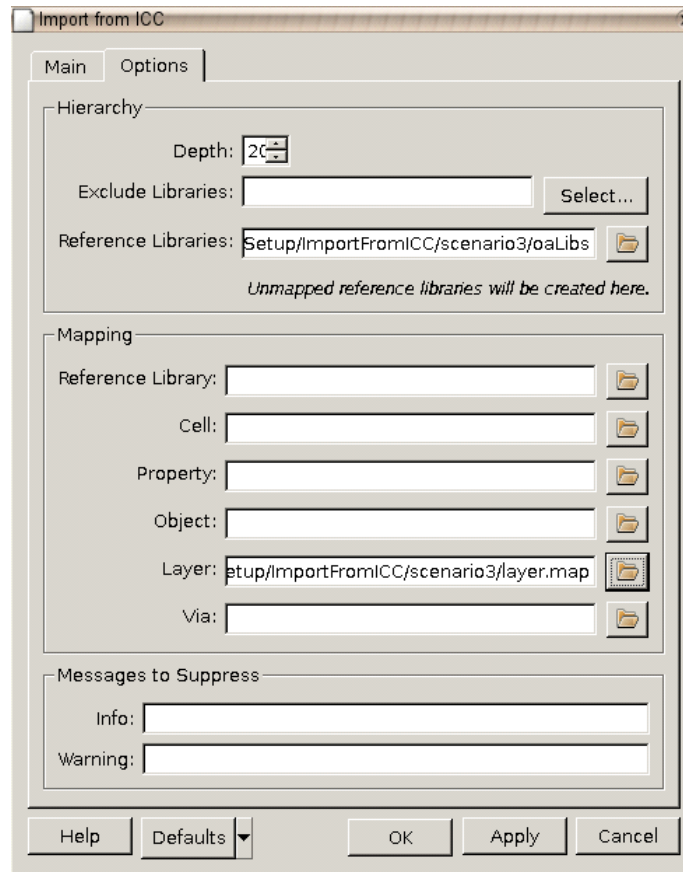 Import from ICC
Main Options
Hierarchy
Depth: 20
Exclude Libraries: Select...
Reference Libraries: Setup/ImportFromICC/scenario3/oaLibs
Unmapped reference libraries will be created here.
Mapping
Reference Library:
Cell:
Property:
Object:
Layer: etup/ImportFromICC/scenario3/layer.map
Via:
Messages to Suppress
Info:
Warning:
Help Defaults OK Apply Cancel